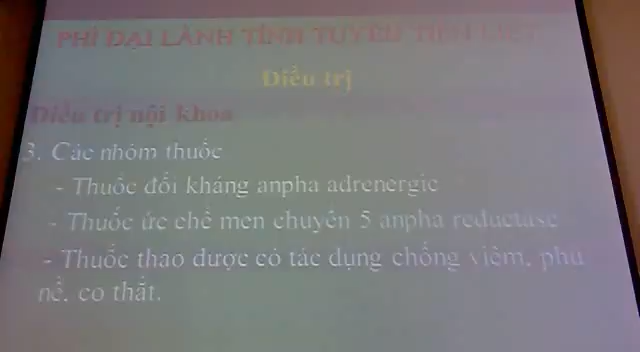 PHÌ ĐẠI LÀNH TÍNH TUYẾN TIỀN LIỆT
Điều trị
Điều trị nội khoa
3. Các nhóm thuốc
- Thuốc đối kháng anpha adrenergic
- Thuốc ức chế men chuyển 5 anpha reductase
- Thuốc thảo dược có tác dụng chống viêm, phù
nề, co thắt.